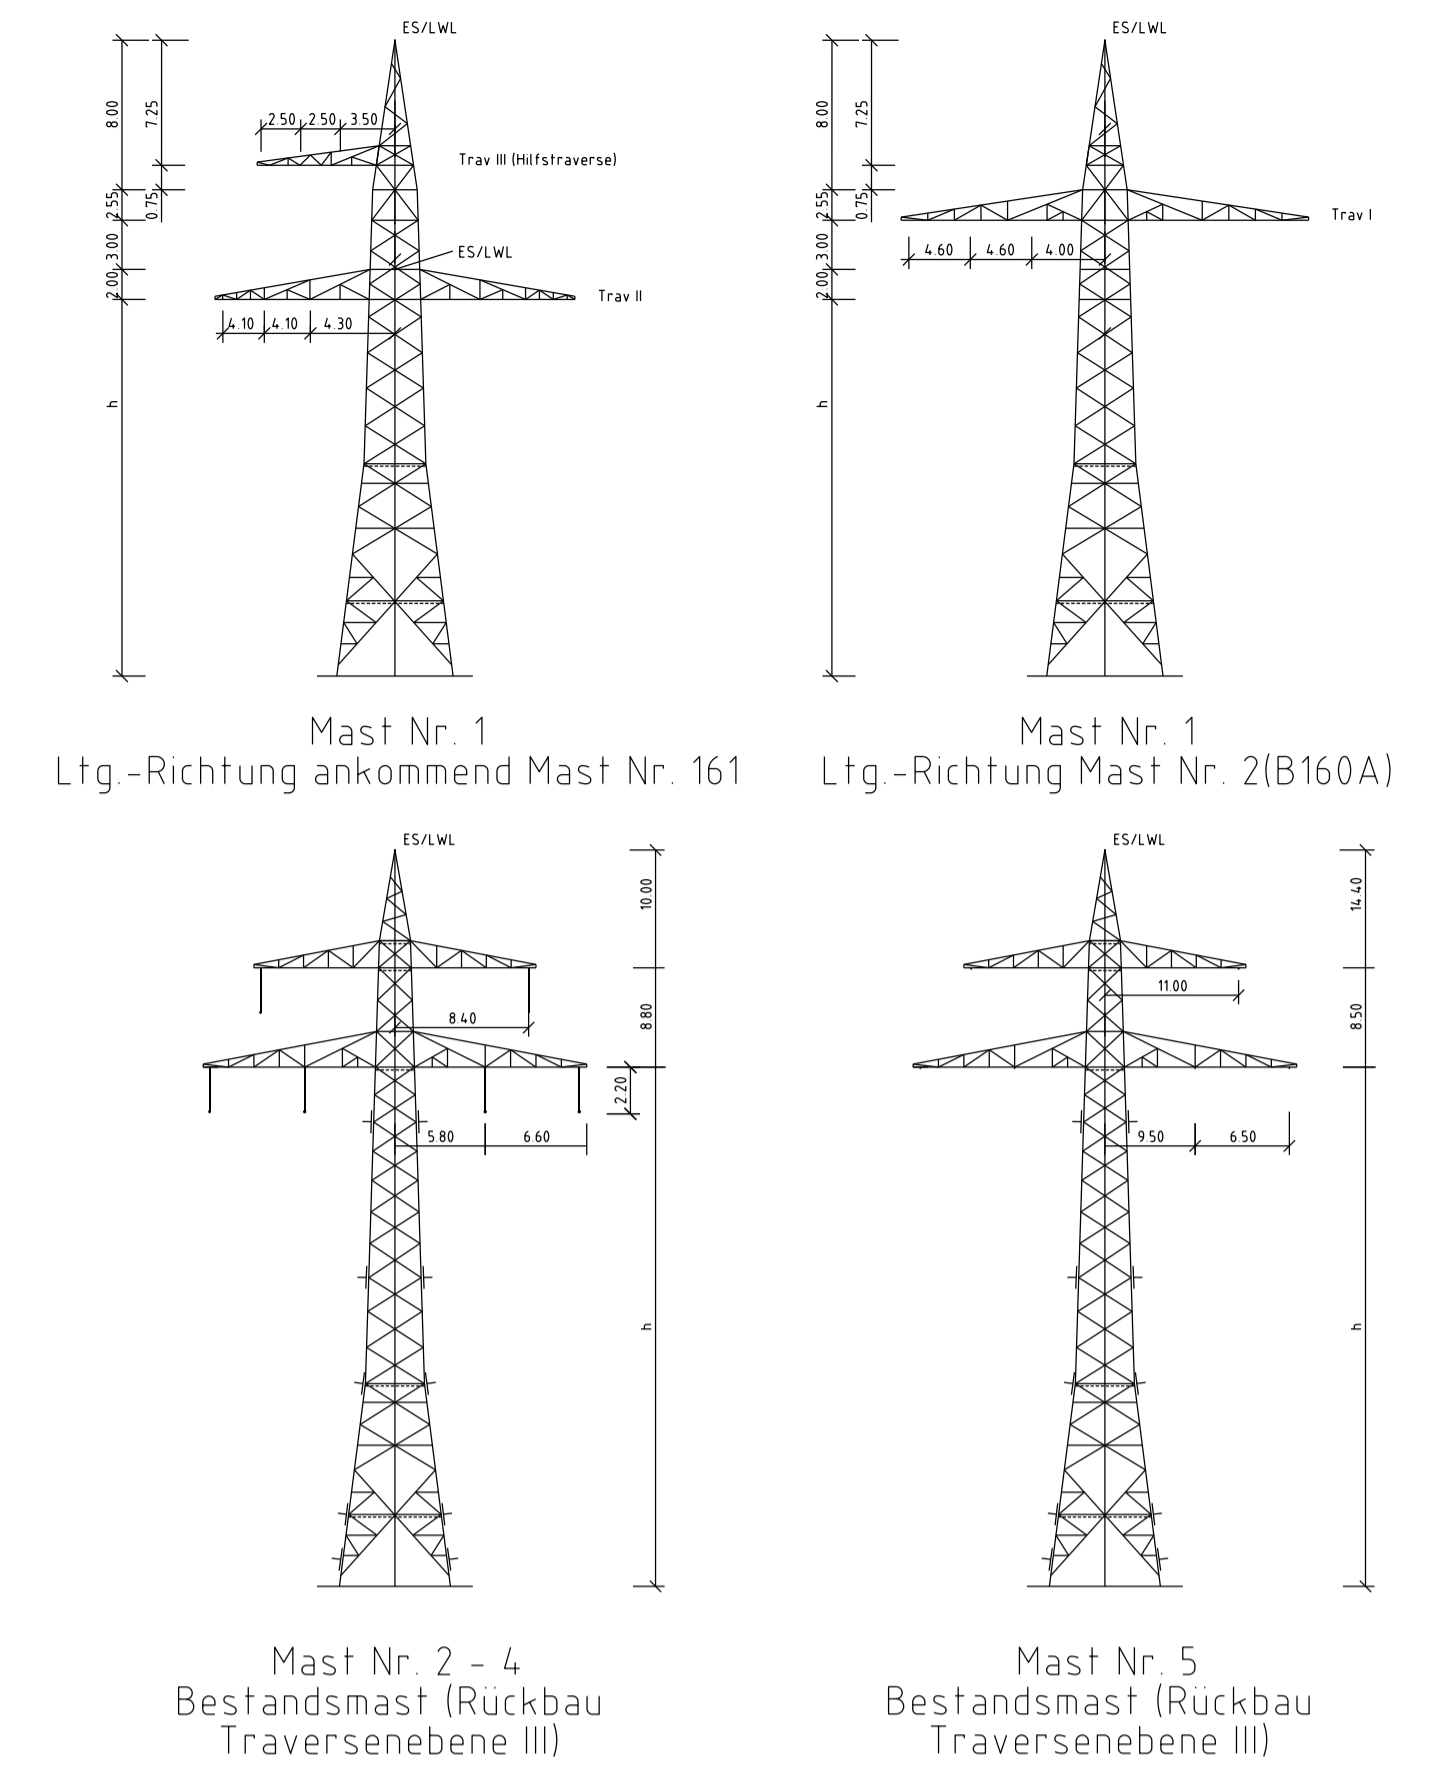 ES/LWL
8.00
7.25
2.50 2.50 3.50
Trav III (Hilfstraverse)
2.55
0.75
3.00
ES/LWL
2.00
Trav II
4.10 4.10 4.30
h
Mast Nr. 1
Ltg.-Richtung ankommend Mast Nr. 161
ES/LWL
8.00
7.25
2.55
0.75
Trav I
3.00
4.60 4.60 4.00
2.00
h
Mast Nr. 1
Ltg.-Richtung Mast Nr. 2(B160A)
ES/LWL
10.00
8.80
8.40
2.20
5.80 6.60
h
Mast Nr. 2 - 4
Bestandsmast (Rückbau
Traversenebene III)
ES/LWL
14.40
11.00
8.50
9.50 6.50
h
Mast Nr. 5
Bestandsmast (Rückbau
Traversenebene III)